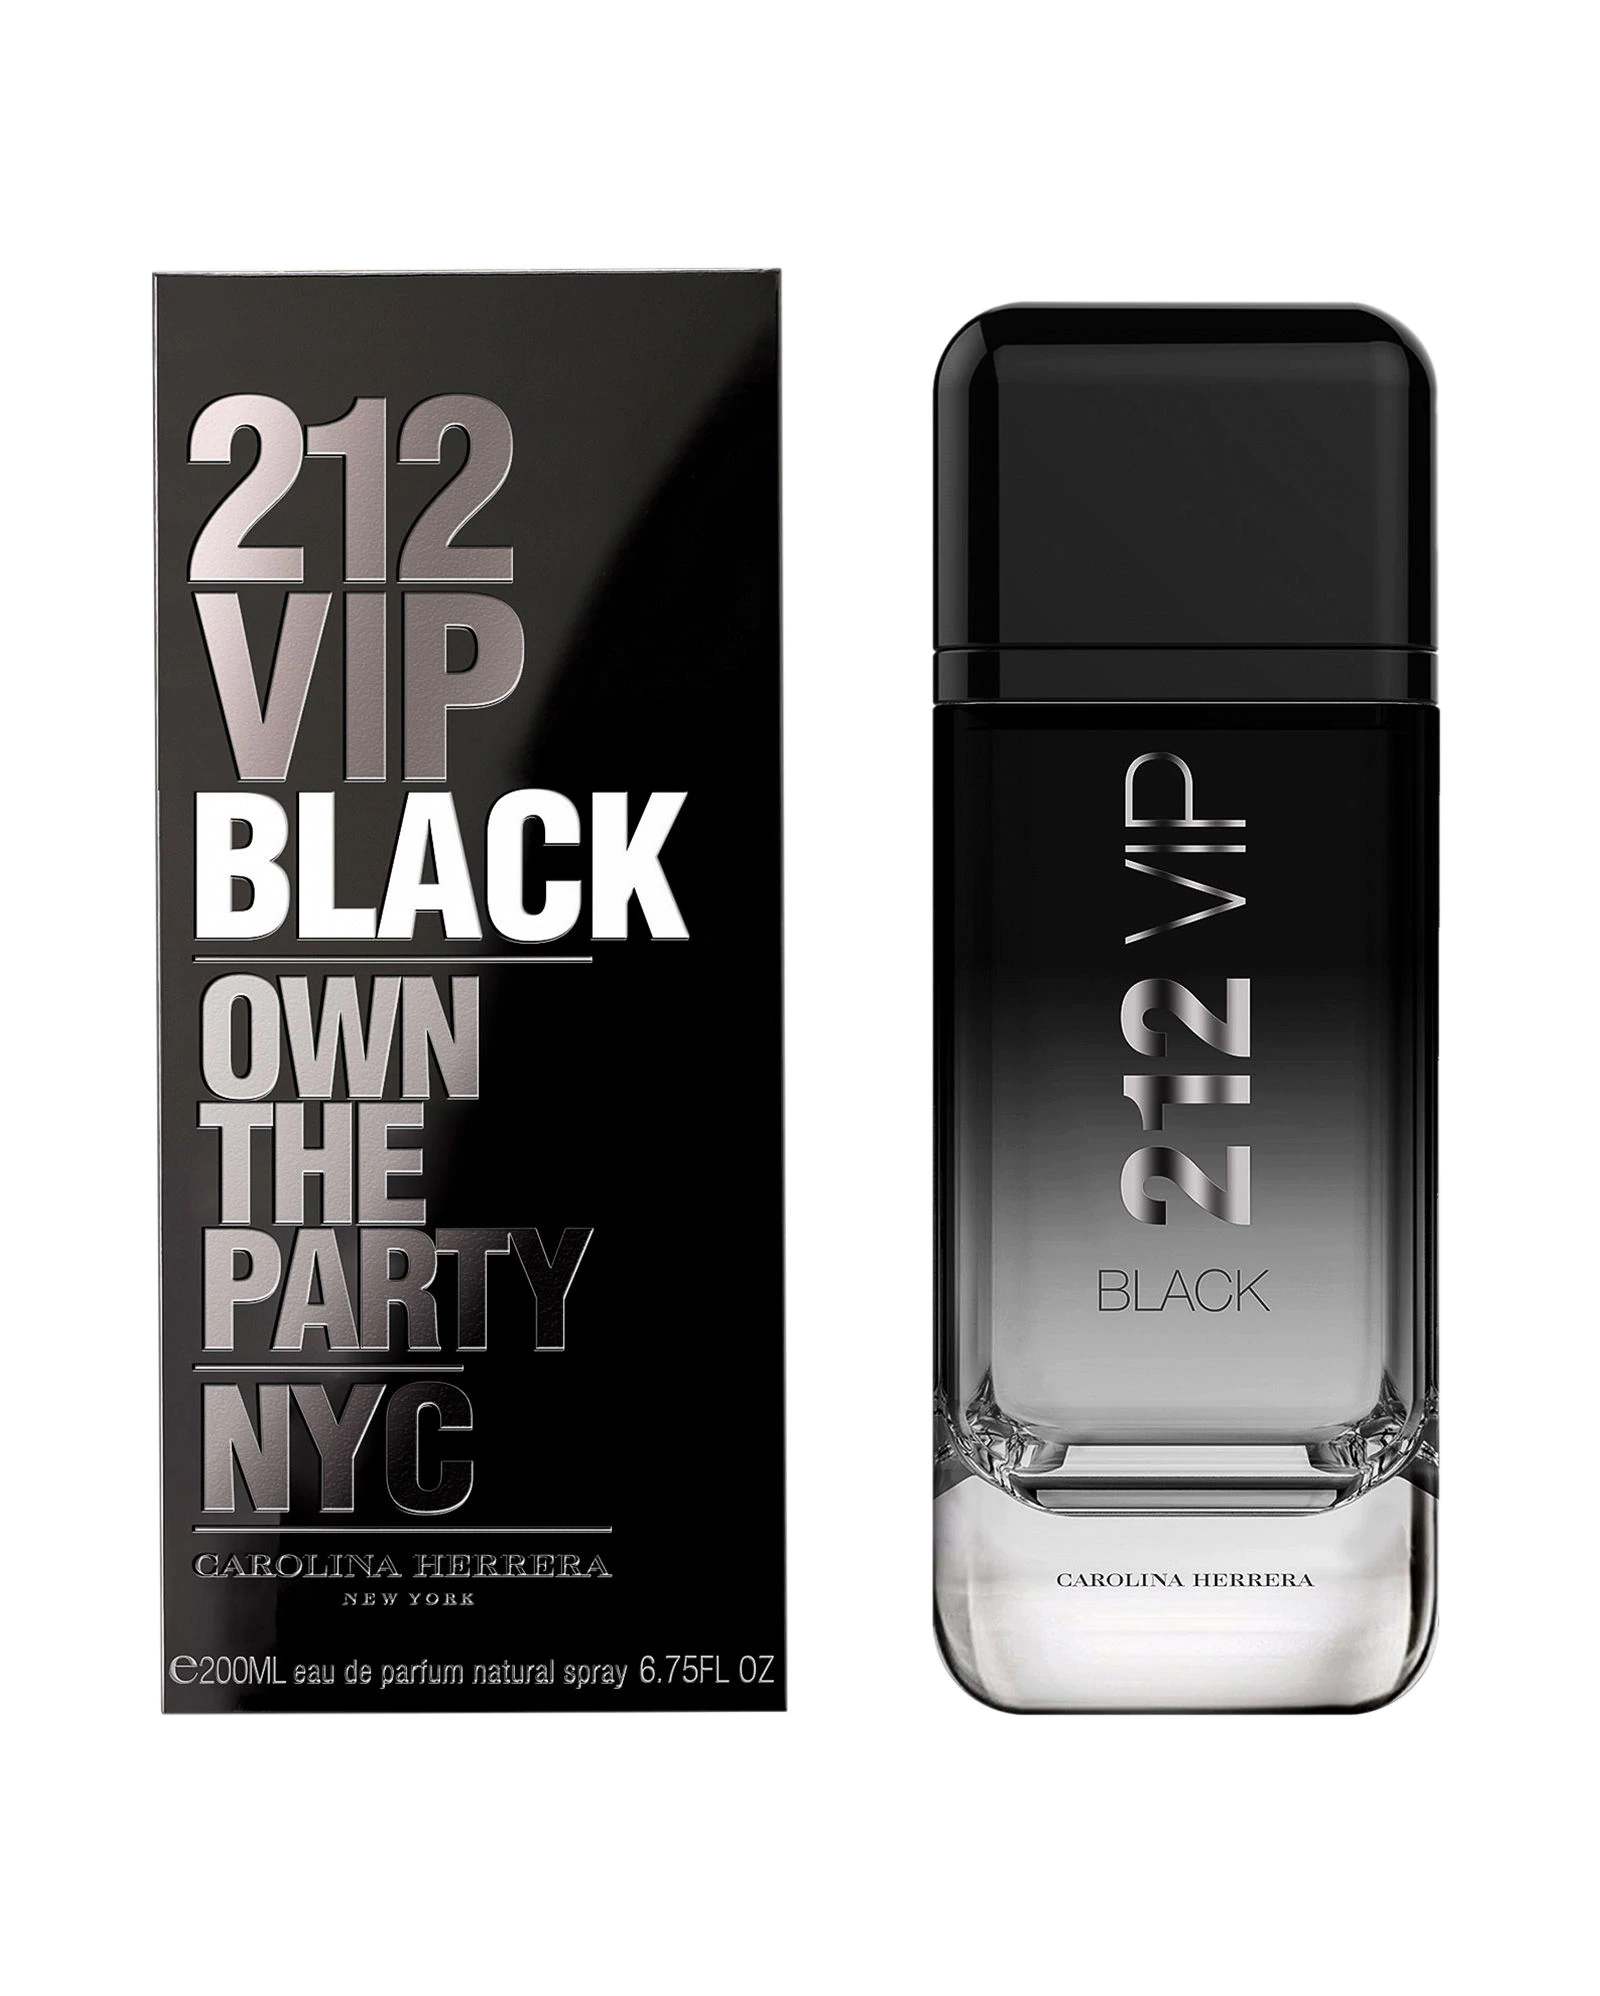 212
VIP
BLACK
OWN
THE
PARTY
NYC
CAROLINA HERRERA
NEW YORK
℮200ML eau de parfum natural spray 6.75FL OZ
212 VIP
BLACK
CAROLINA HERRERA